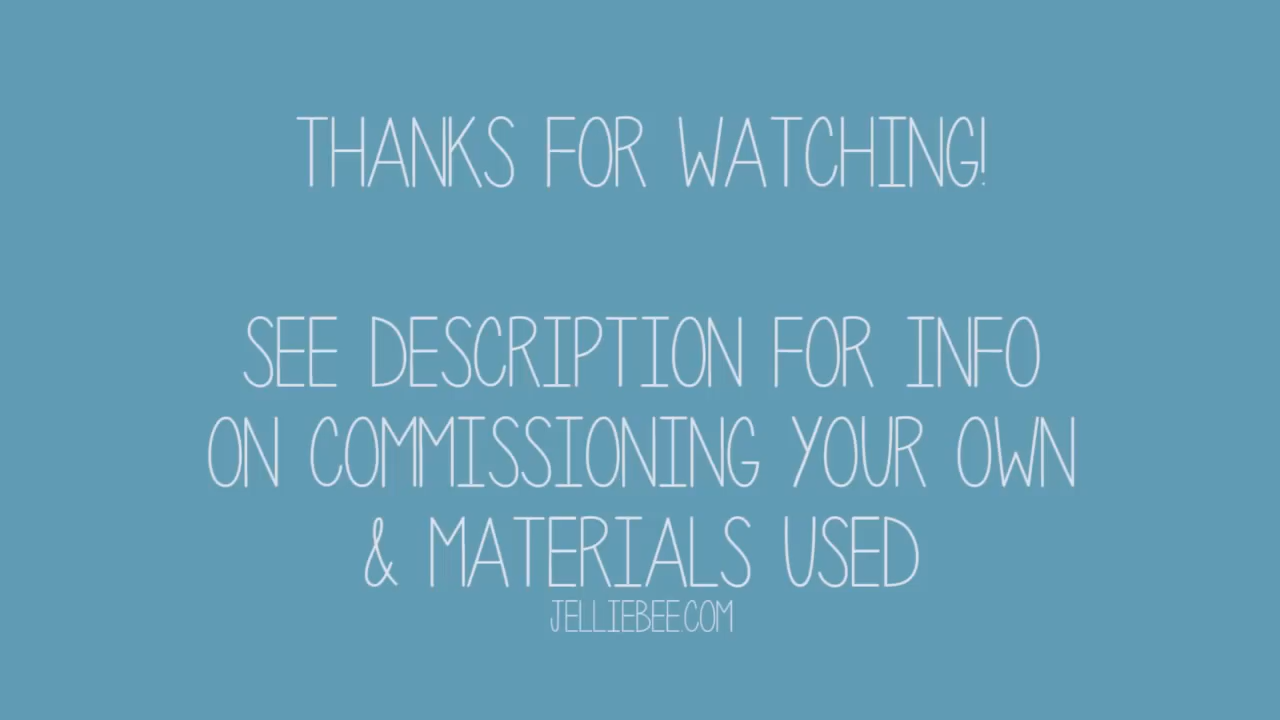 THANKS FOR WATCHING!
SEE DESCRIPTION FOR INFO
ON COMMISSIONING YOUR OWN
& MATERIALS USED
JELLIEBEE.COM